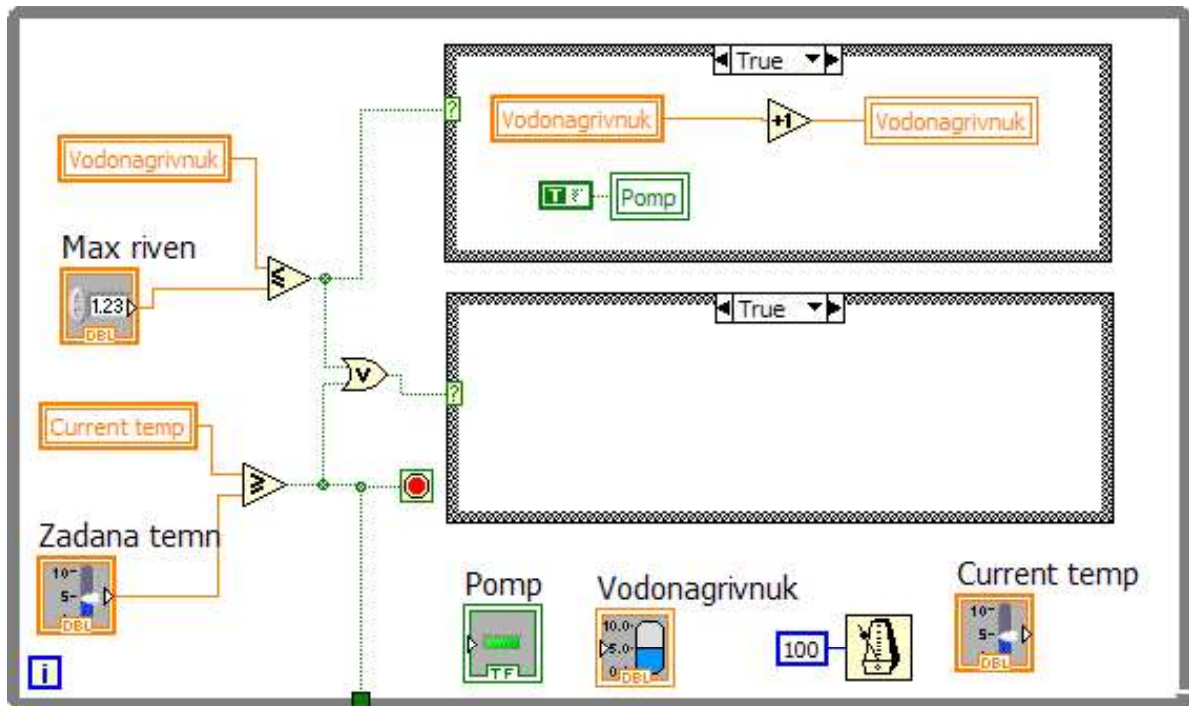 True
Vodonagrivnuk
+1
Vodonagrivnuk
T
Pomp
Vodonagrivnuk
Max riven
1.23
DBL
≤
True
?
?
V
Current temp
≥
Zadana temn
10
5
DBL
Pomp
TF
Vodonagrivnuk
10.0
5.0
0
DBL
100
Current temp
10
5
DBL
i